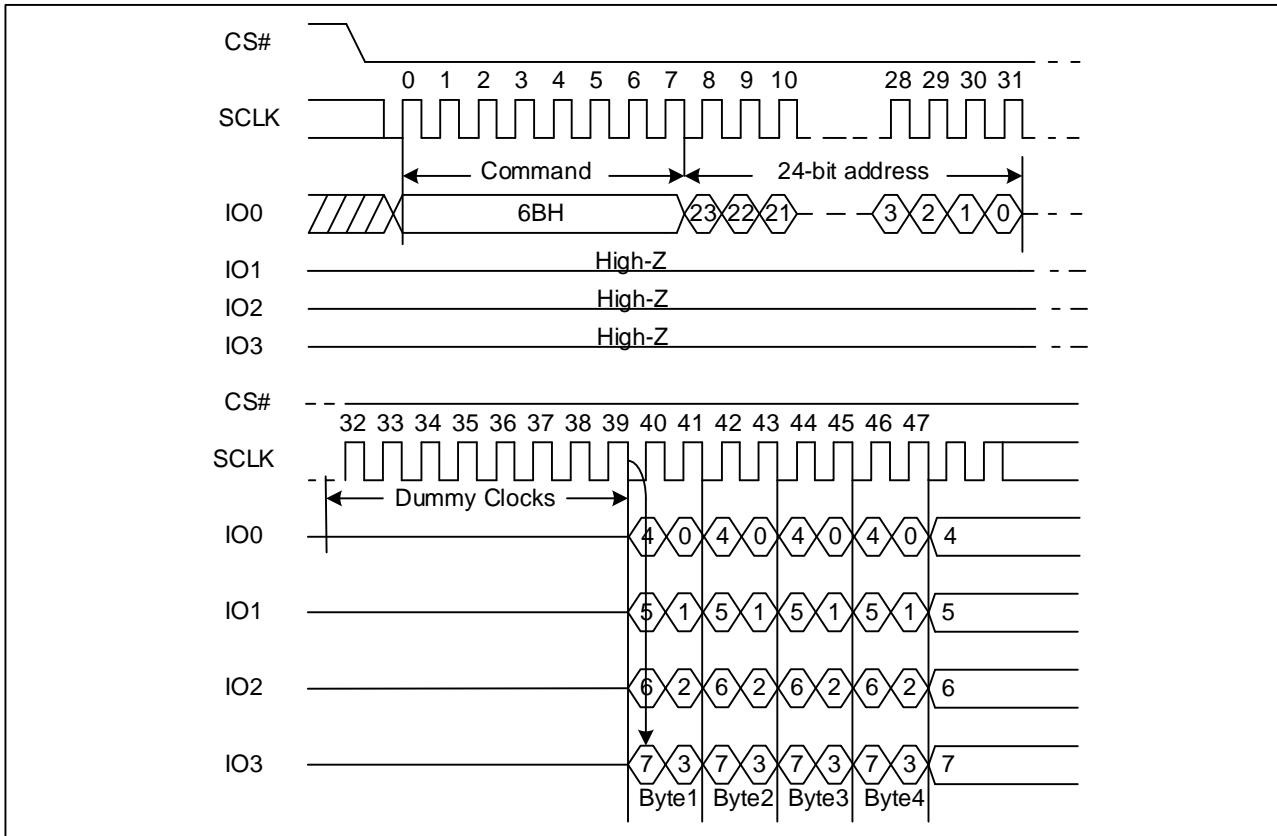 CS#
0 1 2 3 4 5 6 7 8 9 10 28 29 30 31
SCLK
Command 24-bit address
IO0 6BH 23 22 21 3 2 1 0
IO1 High-Z
IO2 High-Z
IO3 High-Z
CS#
32 33 34 35 36 37 38 39 40 41 42 43 44 45 46 47
SCLK
Dummy Clocks
IO0 4 0 4 0 4 0 4 0 4
IO1 5 1 5 1 5 1 5 1 5
IO2 6 2 6 2 6 2 6 2 6
IO3 7 3 7 3 7 3 7 3 7
Byte1 Byte2 Byte3 Byte4